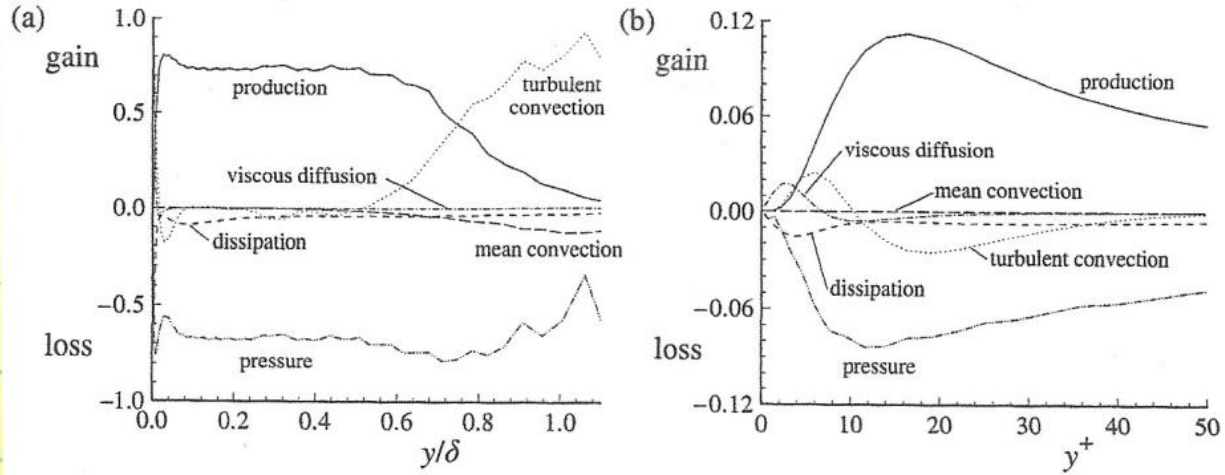 (a)
gain
loss
1.0
0.5
0.0
−0.5
−1.0
production
turbulent
convection
viscous diffusion
dissipation
mean convection
pressure
0.0 0.2 0.4 0.6 0.8 1.0
y/δ
(b)
gain
loss
0.12
0.06
0.00
−0.06
−0.12
production
viscous diffusion
mean convection
turbulent convection
dissipation
pressure
0 10 20 30 40 50
y⁺